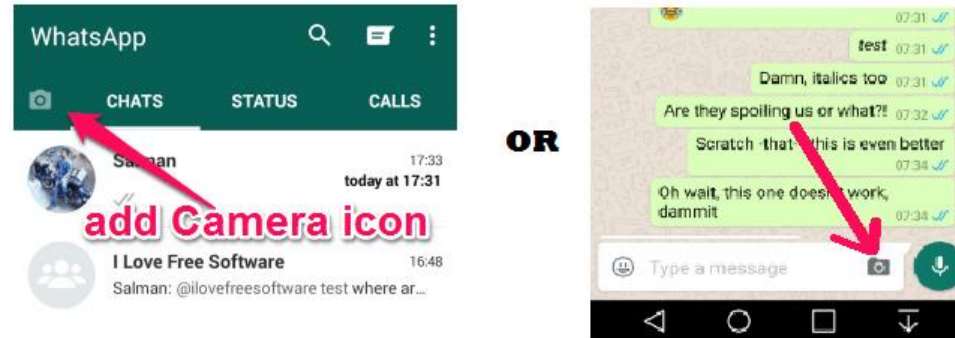 WhatsApp
CHATS STATUS CALLS
Salman 17:33
today at 17:31
add Camera icon
I Love Free Software 16:48
Salman: @ilovefreesoftware test where ar...
OR
07:31
test 07:31
Damn, italics too 07:31
Are they spoiling us or what?!! 07:32
Scratch -that- this is even better
07:34
Oh wait, this one doesn't work,
dammit 07:34
Type a message